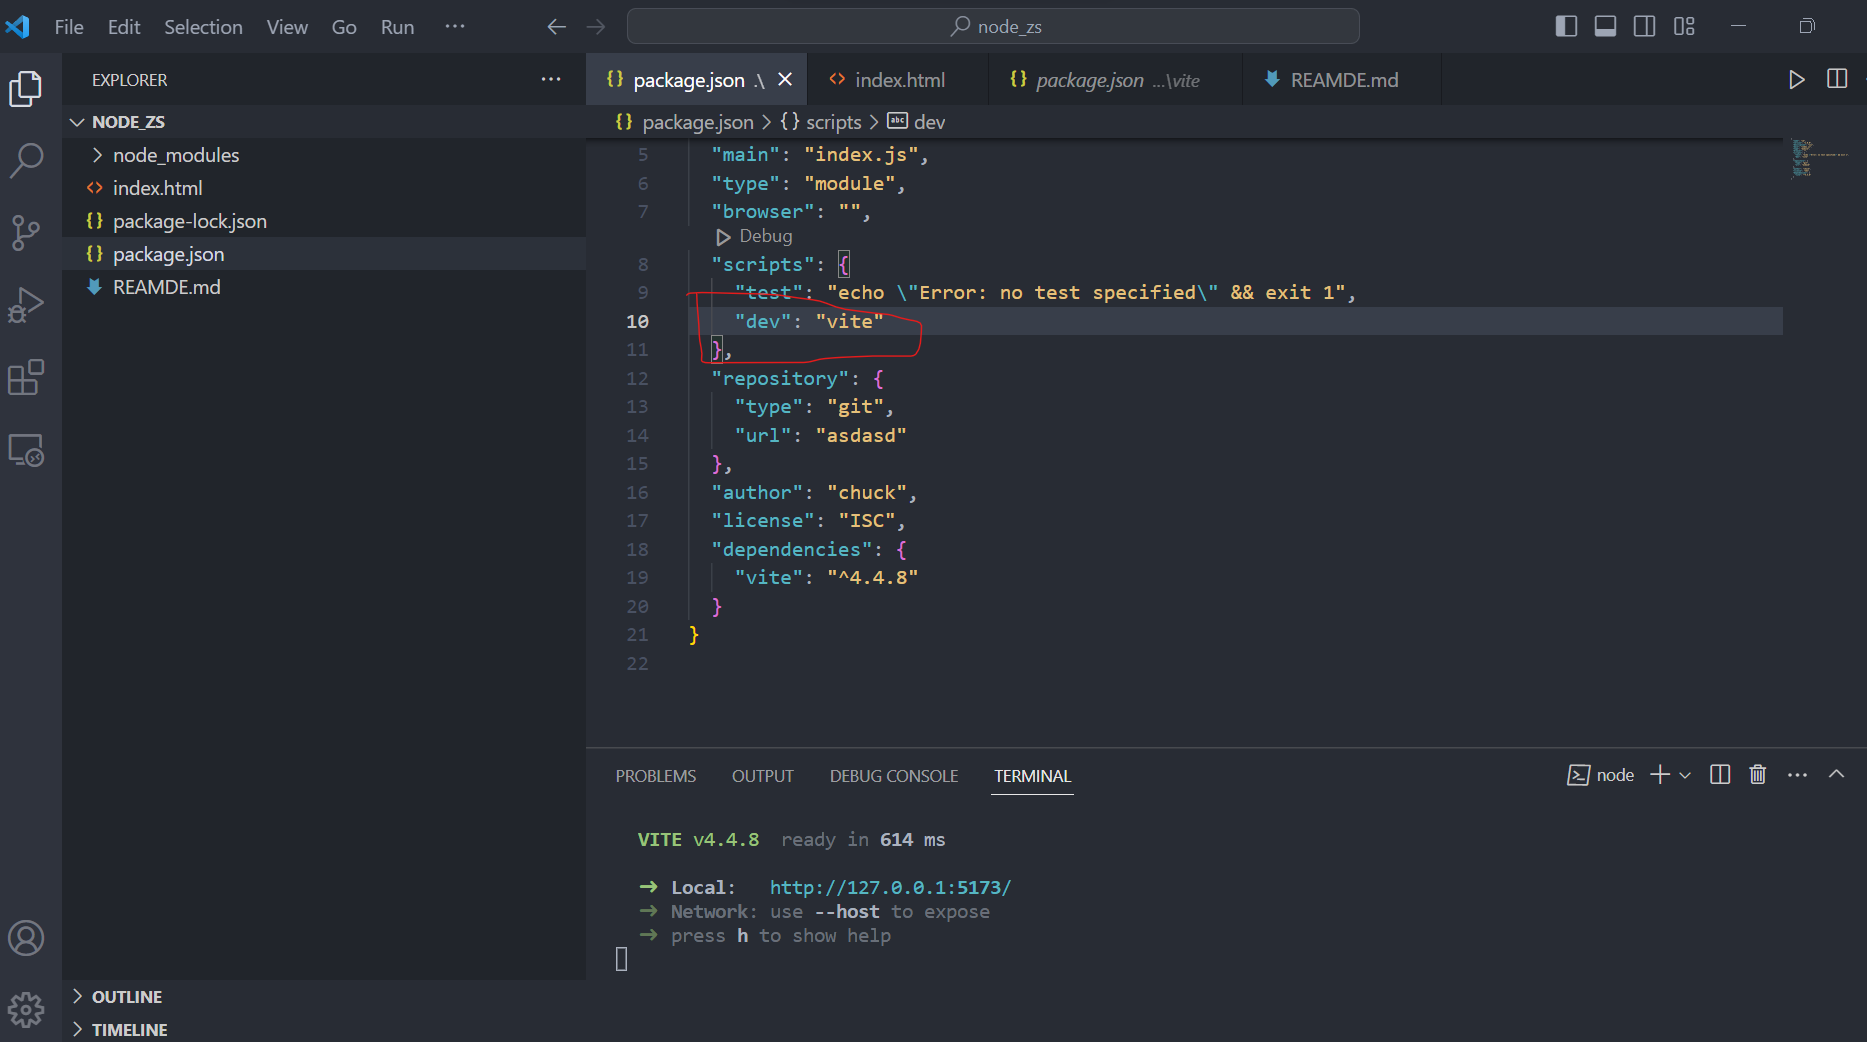 File Edit Selection View Go Run ··· node_zs
EXPLORER
NODE_ZS
node_modules
index.html
package-lock.json
package.json
REAMDE.md
OUTLINE
TIMELINE
package.json .\ index.html package.json ...\vite REAMDE.md
package.json > {} scripts > abc dev
5 "main": "index.js",
6 "type": "module",
7 "browser": "",
Debug
8 "scripts": {
9 "test": "echo \"Error: no test specified\" && exit 1",
10 "dev": "vite"
11 },
12 "repository": {
13 "type": "git",
14 "url": "asdasd"
15 },
16 "author": "chuck",
17 "license": "ISC",
18 "dependencies": {
19 "vite": "^4.4.8"
20 }
21 }
22
PROBLEMS OUTPUT DEBUG CONSOLE TERMINAL node
VITE v4.4.8 ready in 614 ms
➜ Local: http://127.0.0.1:5173/
➜ Network: use --host to expose
➜ press h to show help